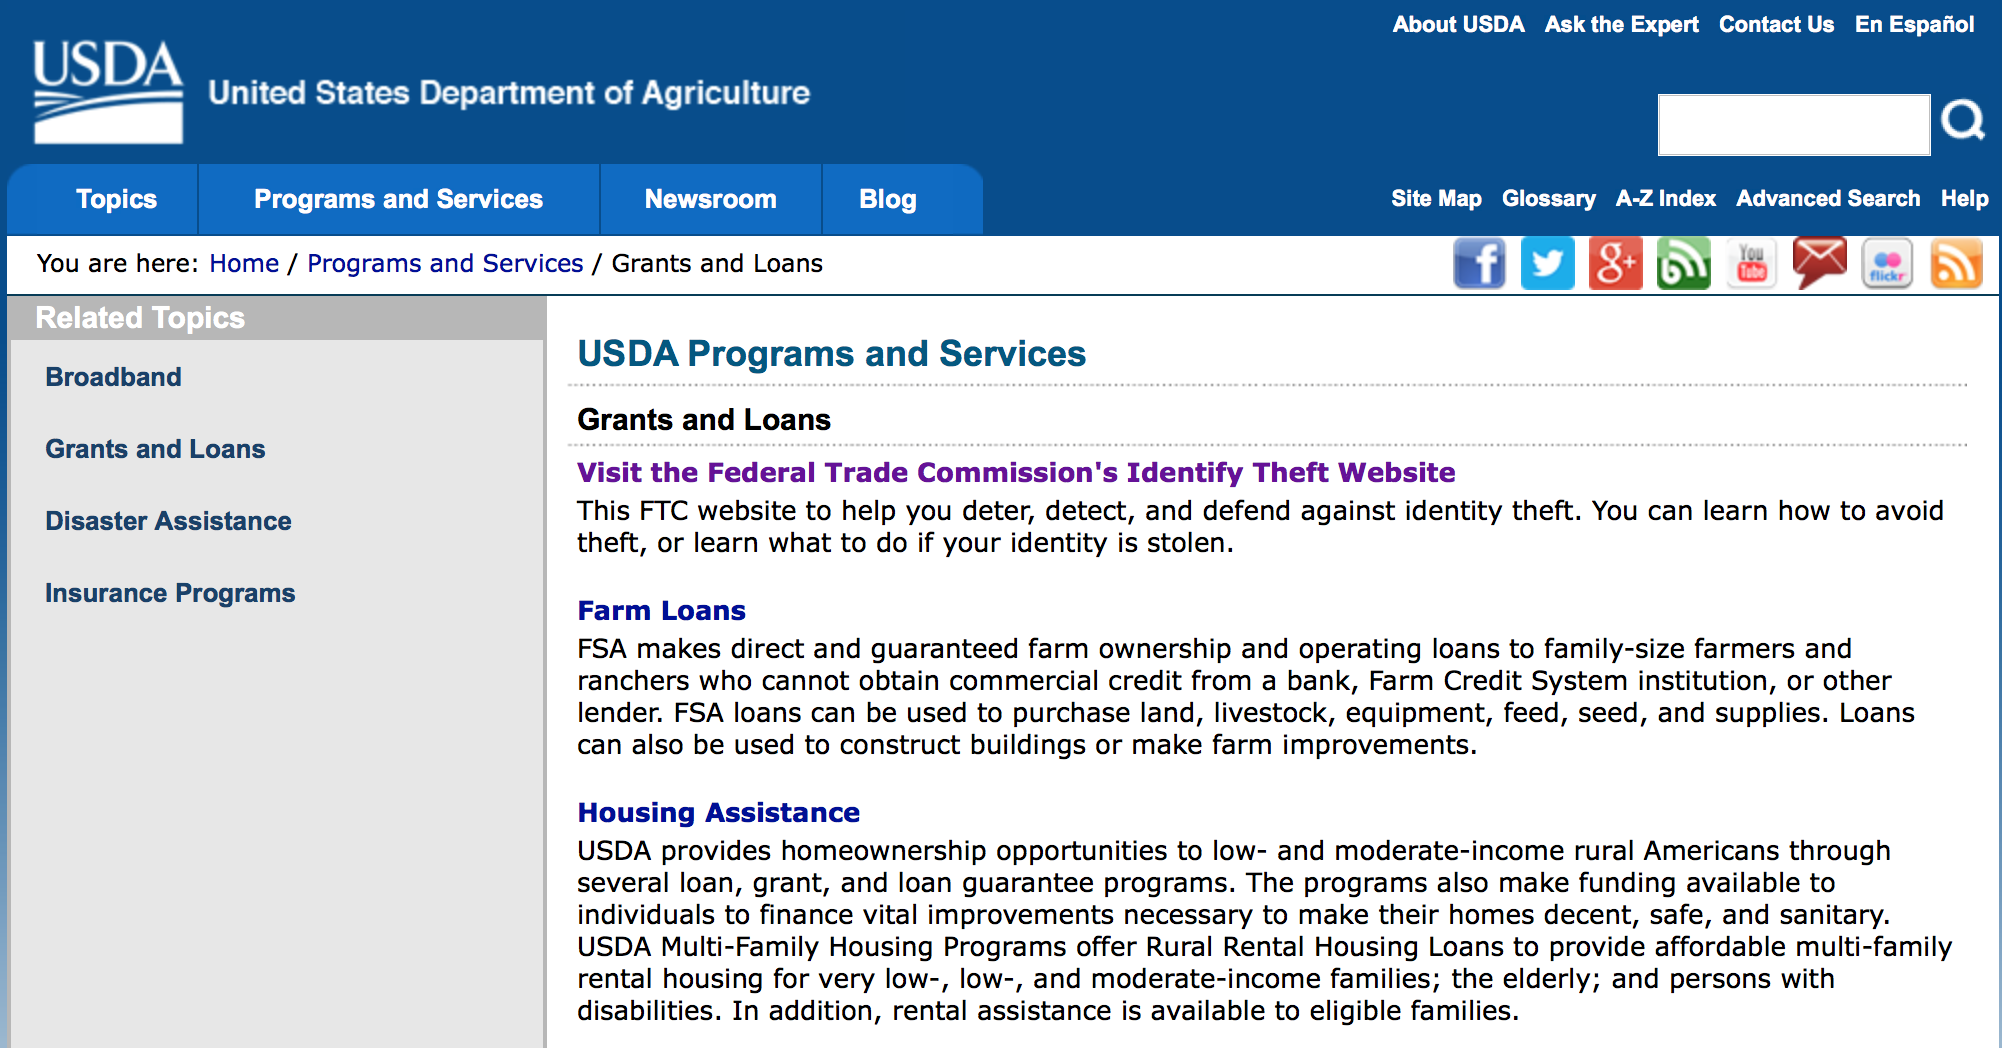 About USDA Ask the Expert Contact Us En Español
USDA
United States Department of Agriculture
Topics Programs and Services Newsroom Blog
Site Map Glossary A-Z Index Advanced Search Help
You are here: Home / Programs and Services / Grants and Loans
f g+ You Tube flickr
Related Topics
Broadband
Grants and Loans
Disaster Assistance
Insurance Programs
USDA Programs and Services
Grants and Loans
Visit the Federal Trade Commission's Identify Theft Website
This FTC website to help you deter, detect, and defend against identity theft. You can learn how to avoid
theft, or learn what to do if your identity is stolen.
Farm Loans
FSA makes direct and guaranteed farm ownership and operating loans to family-size farmers and
ranchers who cannot obtain commercial credit from a bank, Farm Credit System institution, or other
lender. FSA loans can be used to purchase land, livestock, equipment, feed, seed, and supplies. Loans
can also be used to construct buildings or make farm improvements.
Housing Assistance
USDA provides homeownership opportunities to low- and moderate-income rural Americans through
several loan, grant, and loan guarantee programs. The programs also make funding available to
individuals to finance vital improvements necessary to make their homes decent, safe, and sanitary.
USDA Multi-Family Housing Programs offer Rural Rental Housing Loans to provide affordable multi-family
rental housing for very low-, low-, and moderate-income families; the elderly; and persons with
disabilities. In addition, rental assistance is available to eligible families.